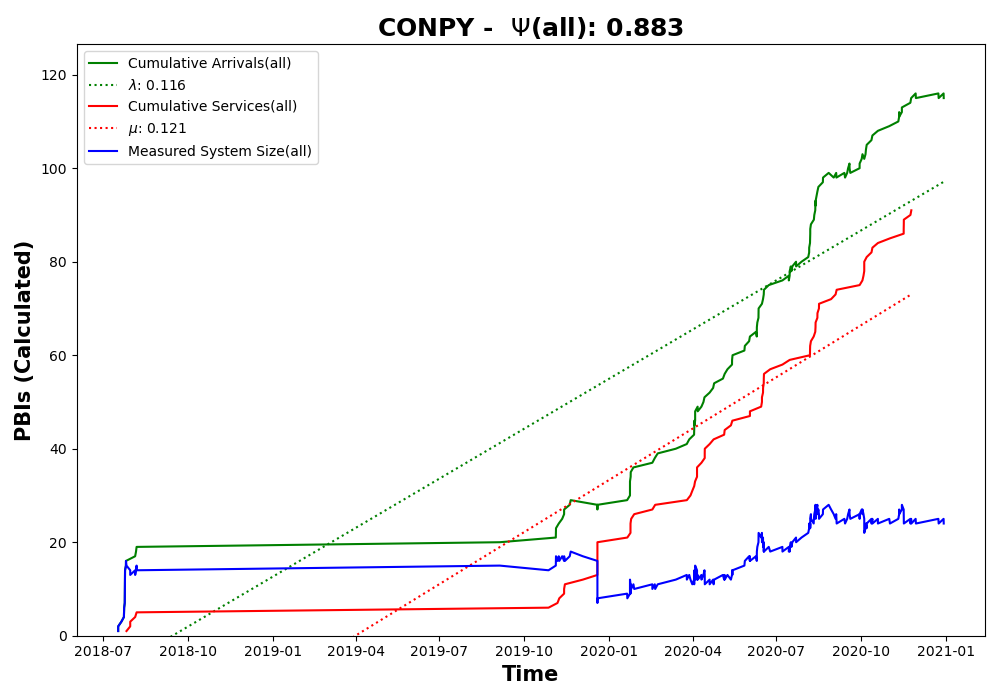 CONPY -  Ψ(all): 0.883
Cumulative Arrivals(all)
λ: 0.116
Cumulative Services(all)
μ: 0.121
Measured System Size(all)
PBIs (Calculated)
120
100
80
60
40
20
0
2018-07 2018-10 2019-01 2019-04 2019-07 2019-10 2020-01 2020-04 2020-07 2020-10 2021-01
Time